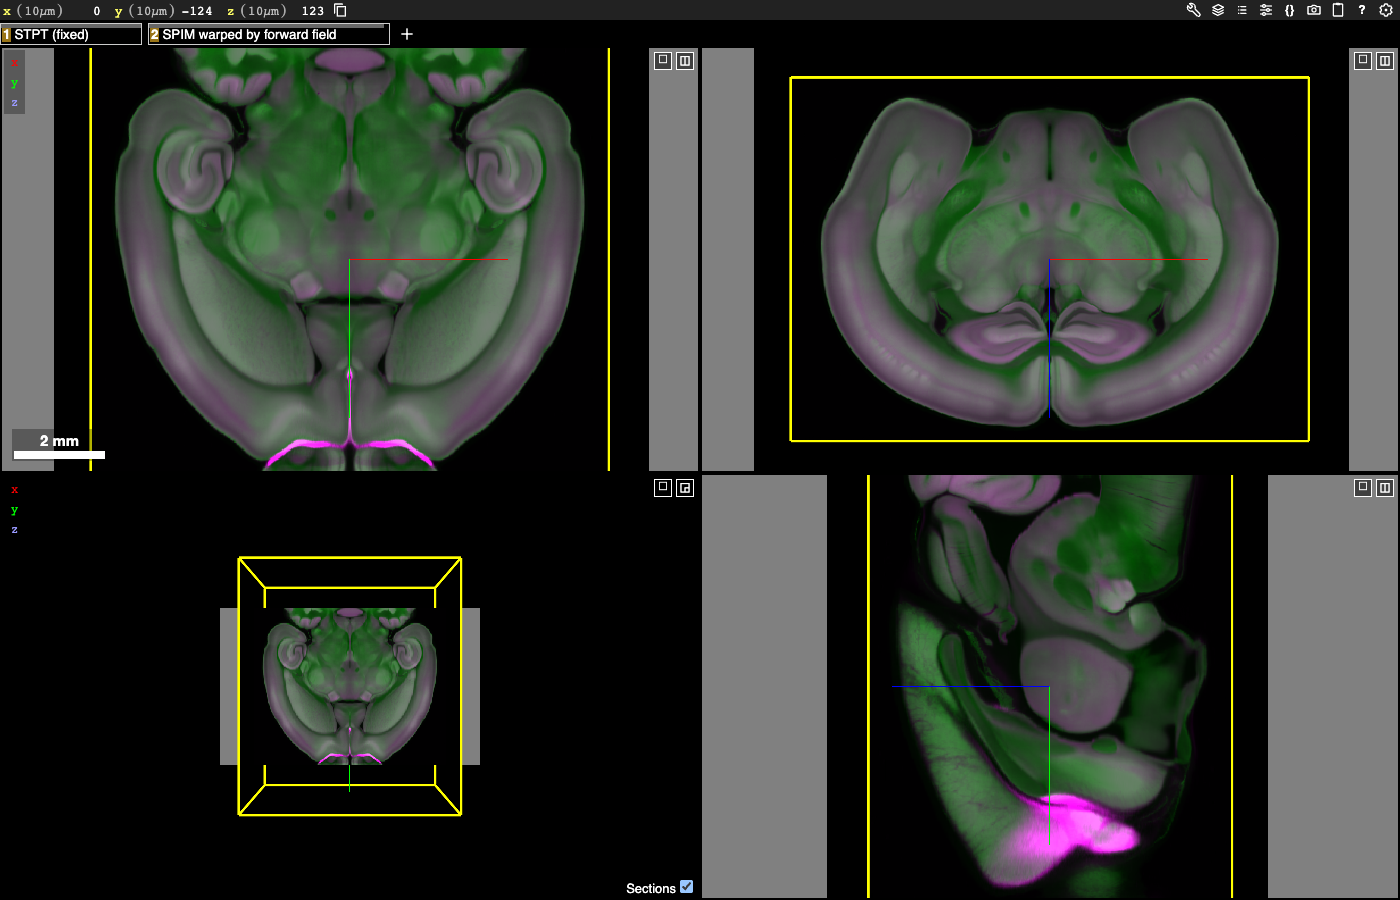 x (10µm) 0 y (10µm) -124 z (10µm) 123
1 STPT (fixed) 2 SPIM warped by forward field +
x
y
z
2 mm
x
y
z
Sections